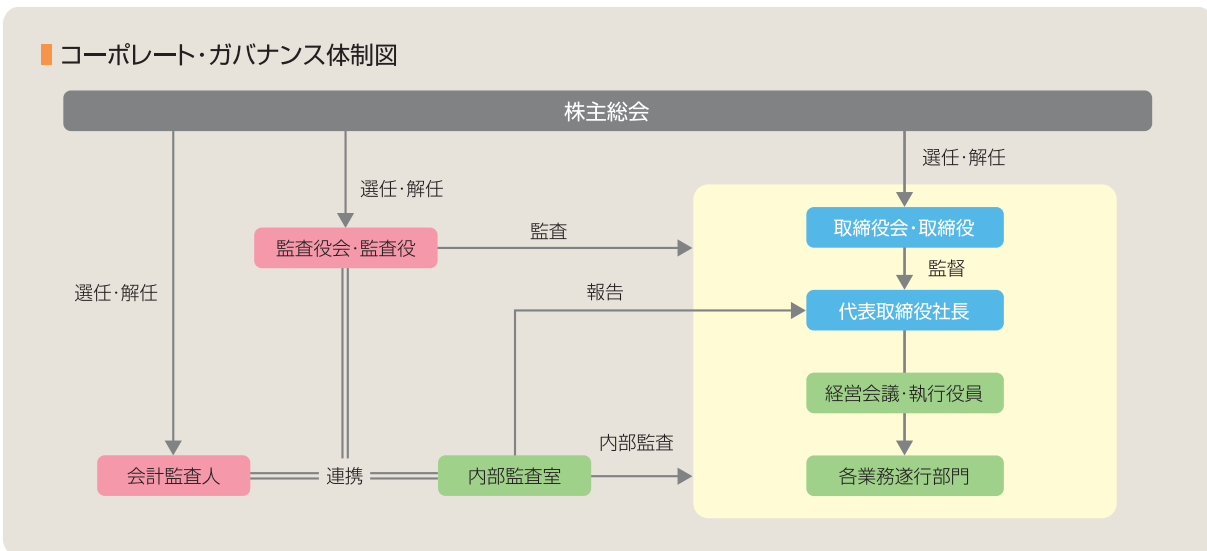 コーポレート・ガバナンス体制図
株主総会
選任・解任
選任・解任
選任・解任
監査役会・監査役
監査
取締役会・取締役
監督
報告
代表取締役社長
経営会議・執行役員
内部監査
会計監査人
連携
内部監査室
各業務遂行部門